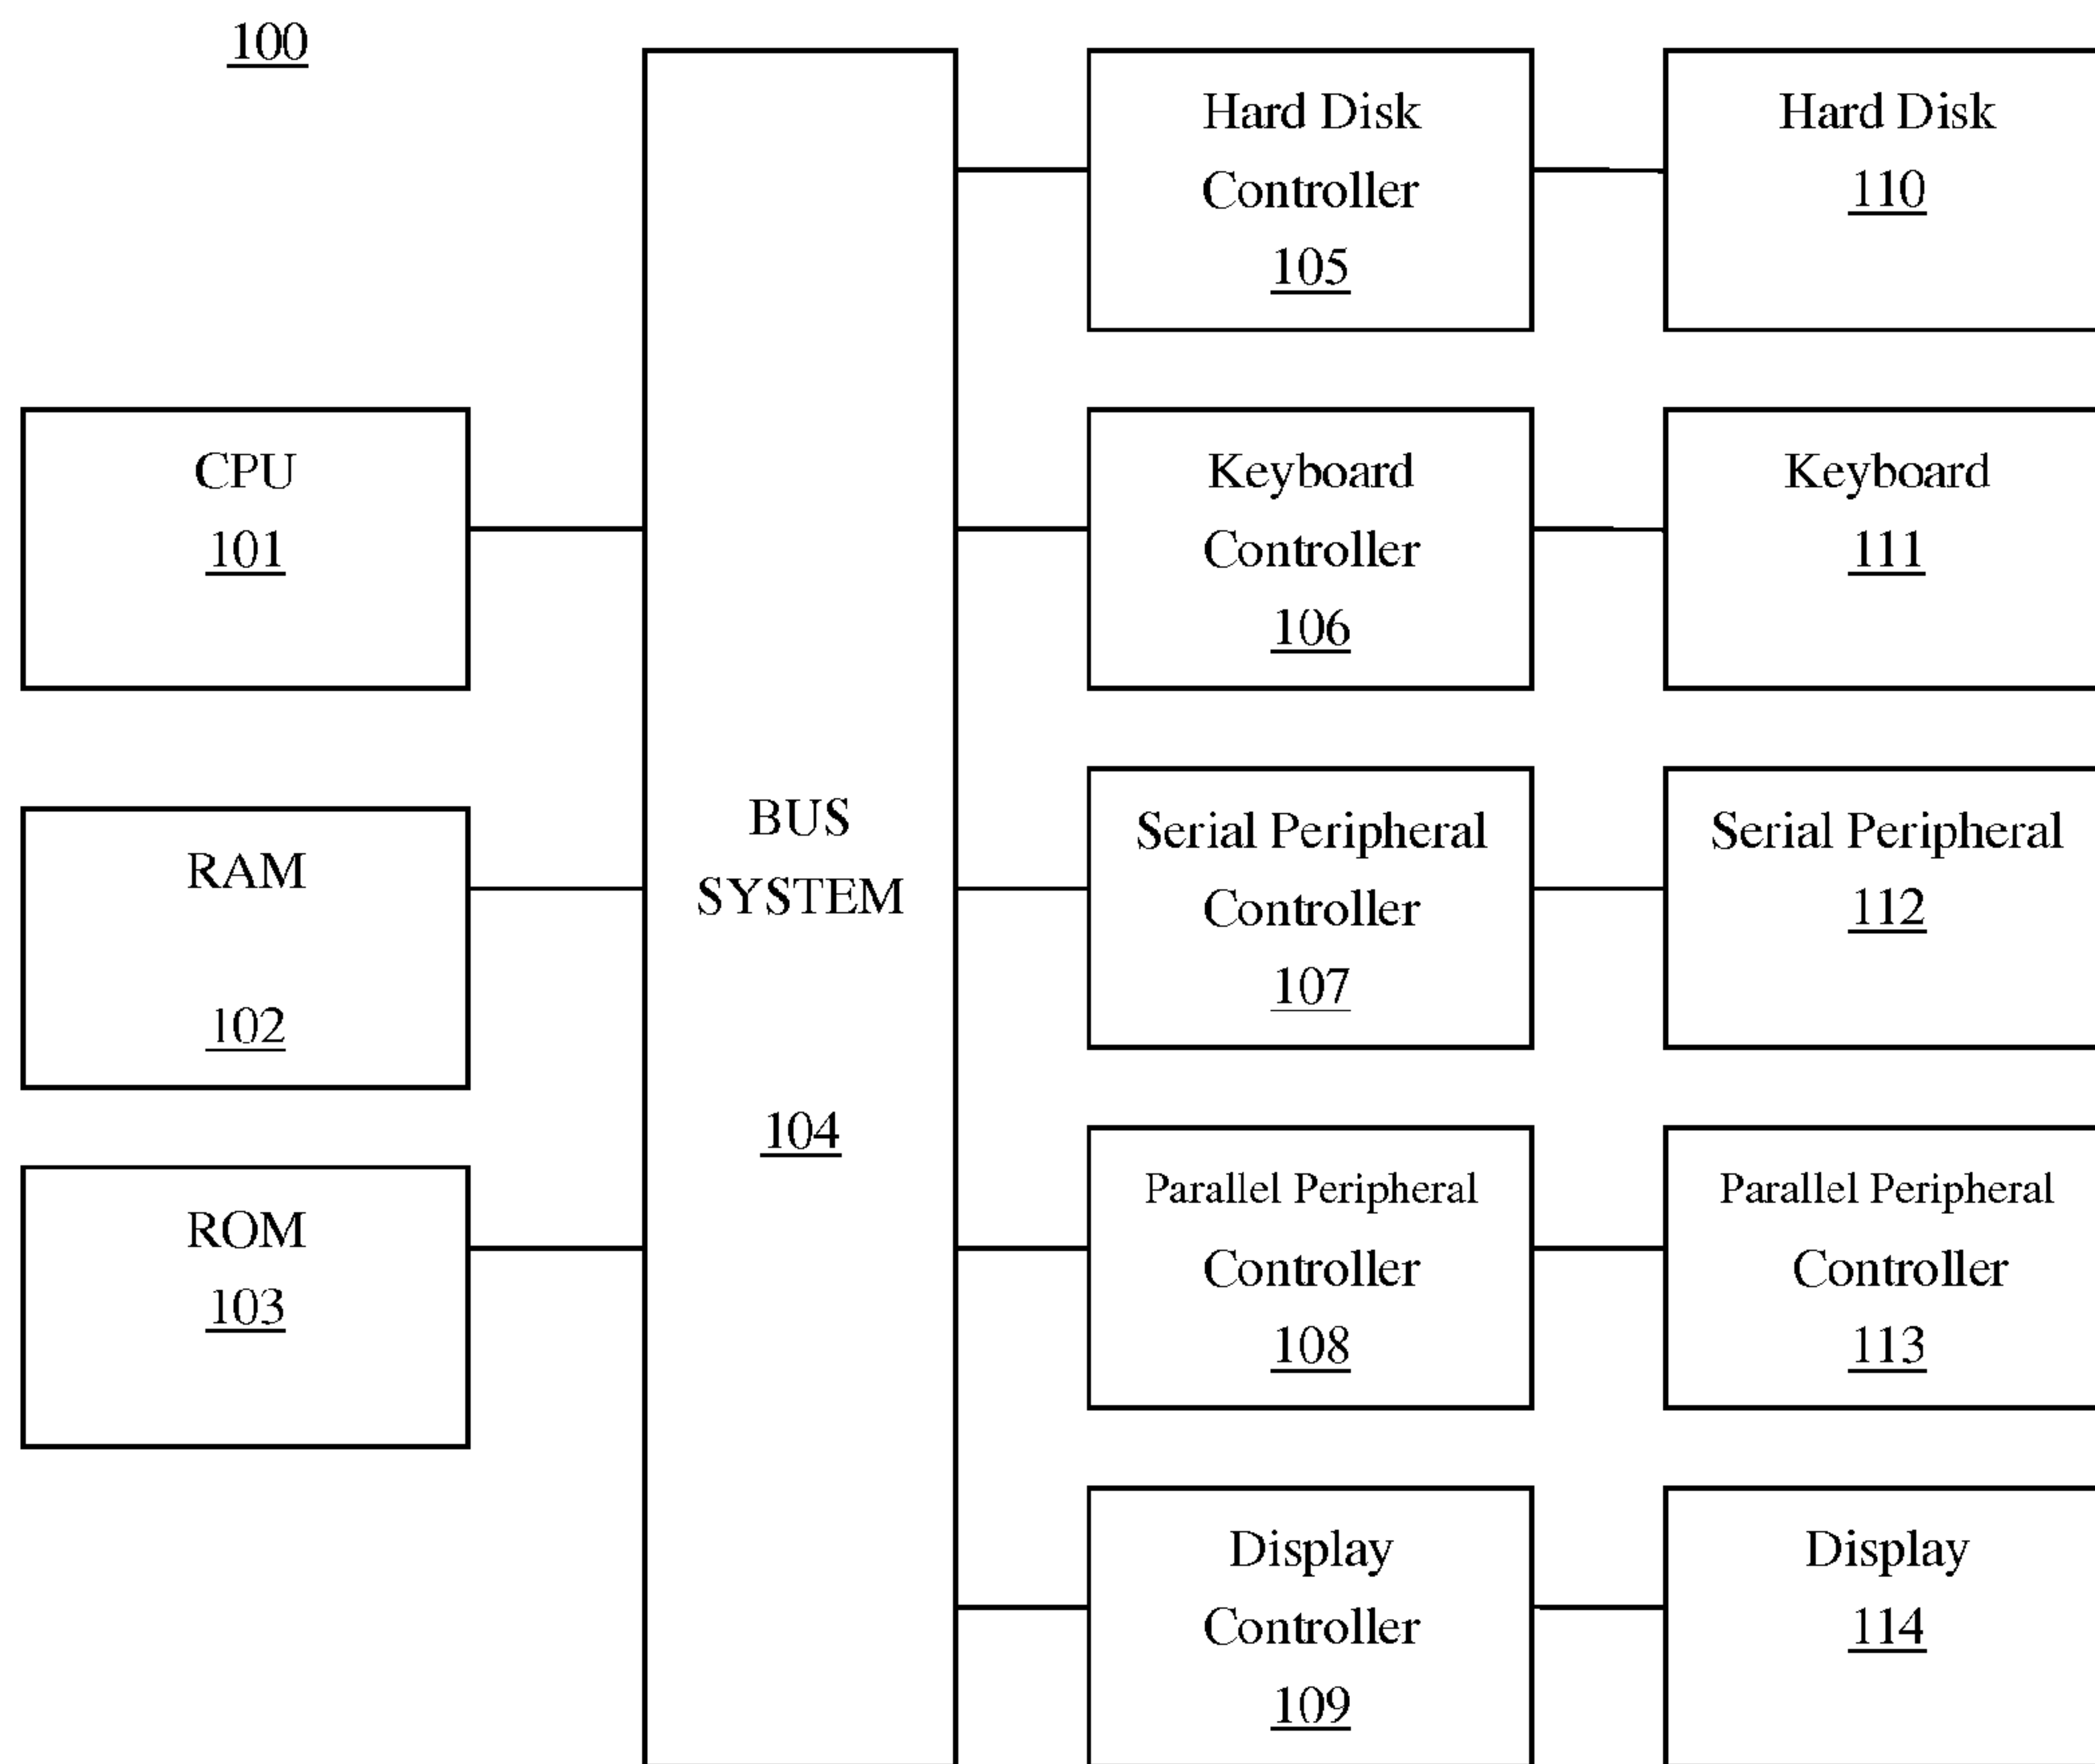 100
CPU
101
RAM
102
ROM
103
BUS
SYSTEM
104
Hard Disk
Controller
105
Hard Disk
110
Keyboard
Controller
106
Keyboard
111
Serial Peripheral
Controller
107
Serial Peripheral
112
Parallel Peripheral
Controller
108
Parallel Peripheral
Controller
113
Display
Controller
109
Display
114